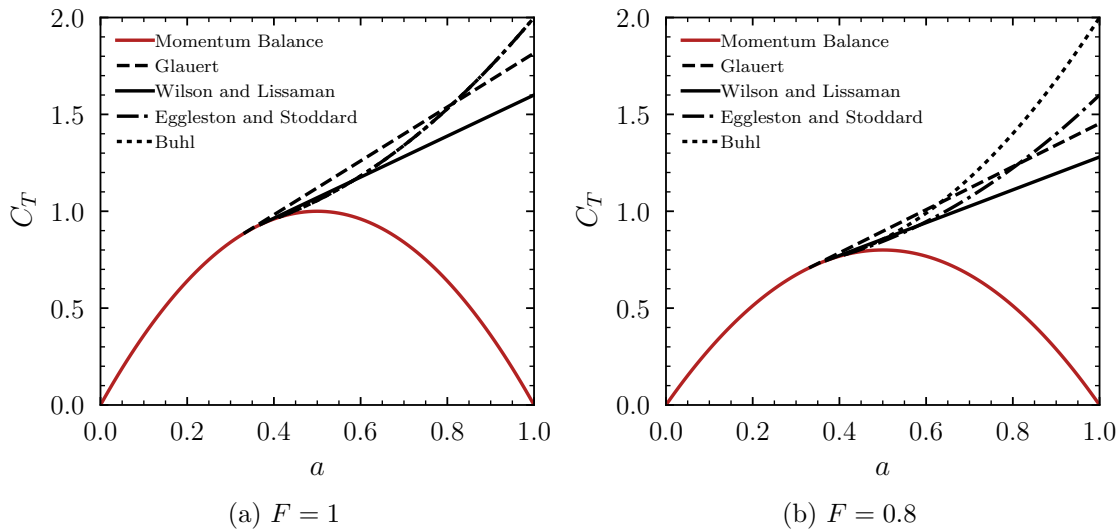 2.0
1.5
1.0
0.5
0.0
C_T
Momentum Balance
Glauert
Wilson and Lissaman
Eggleston and Stoddard
Buhl
0.0 0.2 0.4 0.6 0.8 1.0
a
(a) F = 1
2.0
1.5
1.0
0.5
0.0
C_T
Momentum Balance
Glauert
Wilson and Lissaman
Eggleston and Stoddard
Buhl
0.0 0.2 0.4 0.6 0.8 1.0
a
(b) F = 0.8